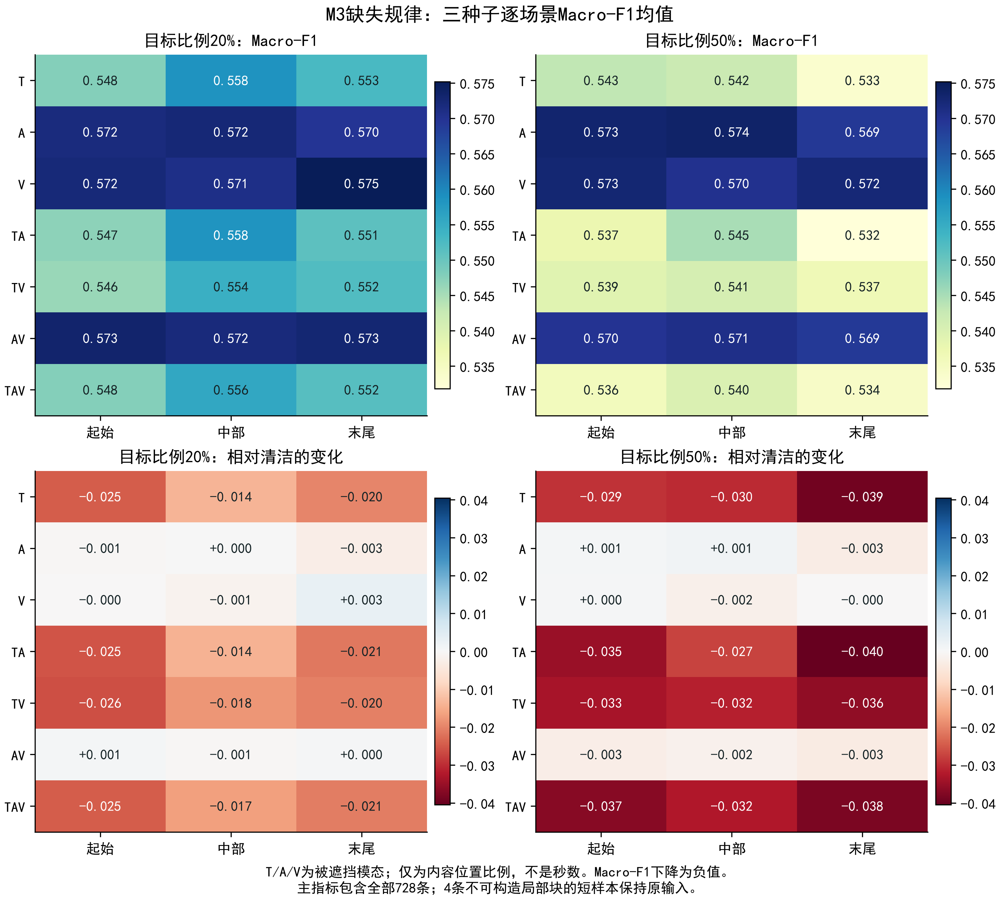 M3缺失规律：三种子逐场景Macro-F1均值
目标比例20%：Macro-F1
T 0.548 0.558 0.553
A 0.572 0.572 0.570
V 0.572 0.571 0.575
TA 0.547 0.558 0.551
TV 0.546 0.554 0.552
AV 0.573 0.572 0.573
TAV 0.548 0.556 0.552
起始 中部 末尾
0.575
0.570
0.565
0.560
0.555
0.550
0.545
0.540
0.535
目标比例50%：Macro-F1
T 0.543 0.542 0.533
A 0.573 0.574 0.569
V 0.573 0.570 0.572
TA 0.537 0.545 0.532
TV 0.539 0.541 0.537
AV 0.570 0.571 0.569
TAV 0.536 0.540 0.534
起始 中部 末尾
0.575
0.570
0.565
0.560
0.555
0.550
0.545
0.540
0.535
目标比例20%：相对清洁的变化
T −0.025 −0.014 −0.020
A −0.001 +0.000 −0.003
V −0.000 −0.001 +0.003
TA −0.025 −0.014 −0.021
TV −0.026 −0.018 −0.020
AV +0.001 −0.001 +0.000
TAV −0.025 −0.017 −0.021
起始 中部 末尾
0.04
0.03
0.02
0.01
0.00
−0.01
−0.02
−0.03
−0.04
目标比例50%：相对清洁的变化
T −0.029 −0.030 −0.039
A +0.001 +0.001 −0.003
V +0.000 −0.002 −0.000
TA −0.035 −0.027 −0.040
TV −0.033 −0.032 −0.036
AV −0.003 −0.002 −0.003
TAV −0.037 −0.032 −0.038
起始 中部 末尾
0.04
0.03
0.02
0.01
0.00
−0.01
−0.02
−0.03
−0.04
T/A/V为被遮挡模态；仅为内容位置比例，不是秒数。Macro-F1下降为负值。
主指标包含全部728条；4条不可构造局部块的短样本保持原输入。